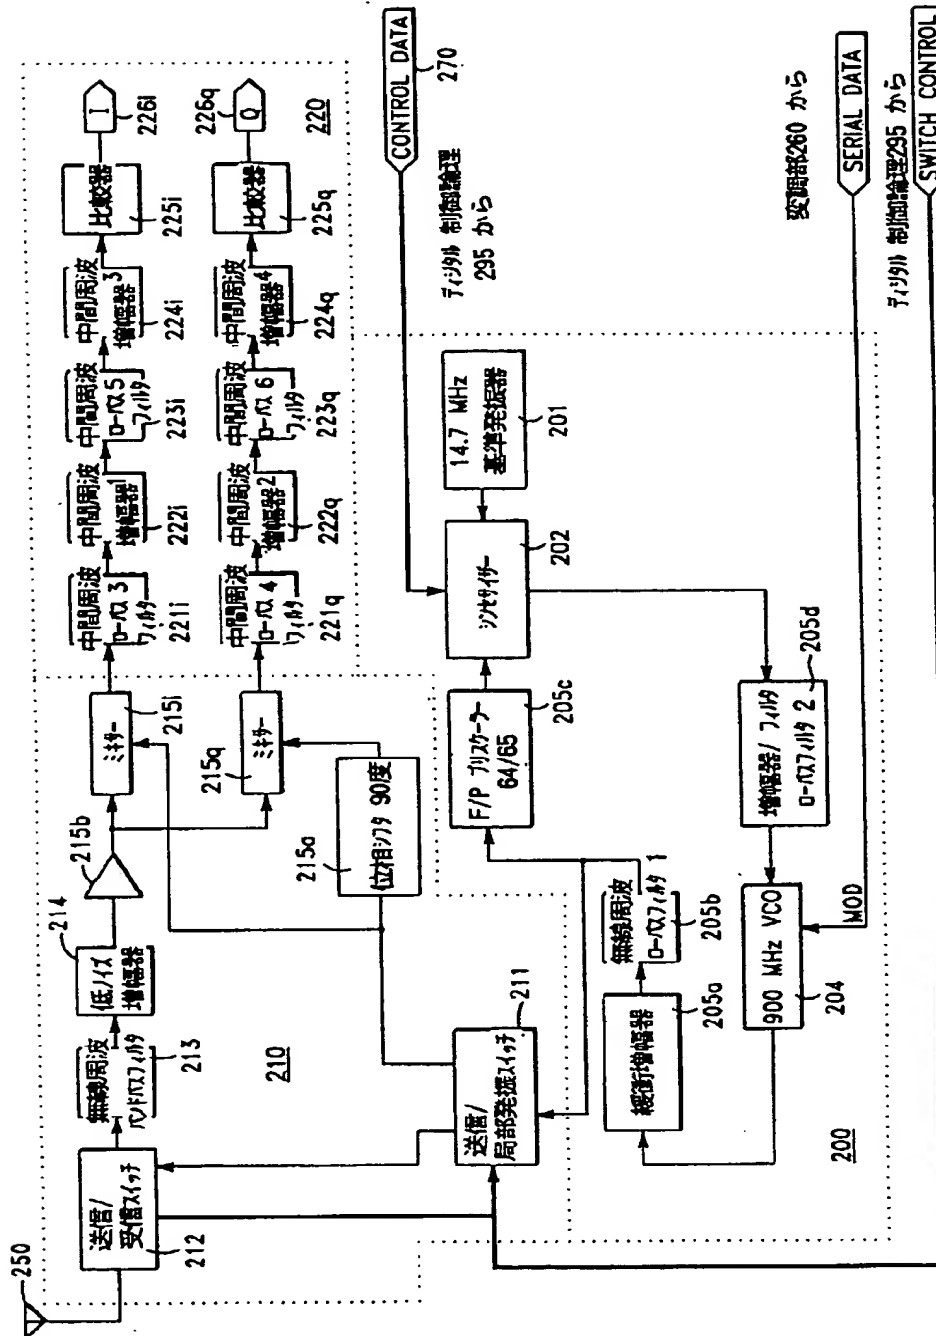 250
送信/
受信スイッチ
212
無線周波
バンドパスフィルタ
213
低ノイズ
増幅器
214
215b
ミキサー
215i
ミキサー
215q
位相シフタ 90度
215a
送信/
局部発振スイッチ
211
210
中間周波
ローパス 3
フィルタ
221i
中間周波
増幅器1
222i
中間周波
ローパス 5
フィルタ
223i
中間周波
増幅器3
224i
比較器
225i
I
226i
中間周波
ローパス 4
フィルタ
221q
中間周波
増幅器2
222q
中間周波
ローパス 6
フィルタ
223q
中間周波
増幅器4
224q
比較器
225q
Q
226q
220
CONTROL DATA
270
ディジタル 制御論理
295 から
14.7 MHz
基準発振器
201
シンセサイザー
202
F/P プリスケーラー
64/65
205c
無線周波
ローパスフィルタ 1
205b
緩衝増幅器
205a
増幅器/ フィルタ
ローパスフィルタ 2
205d
900 MHz VCO
204
MOD
200
変調部260 から
SERIAL DATA
ディジタル 制御論理295 から
SWITCH CONTROL